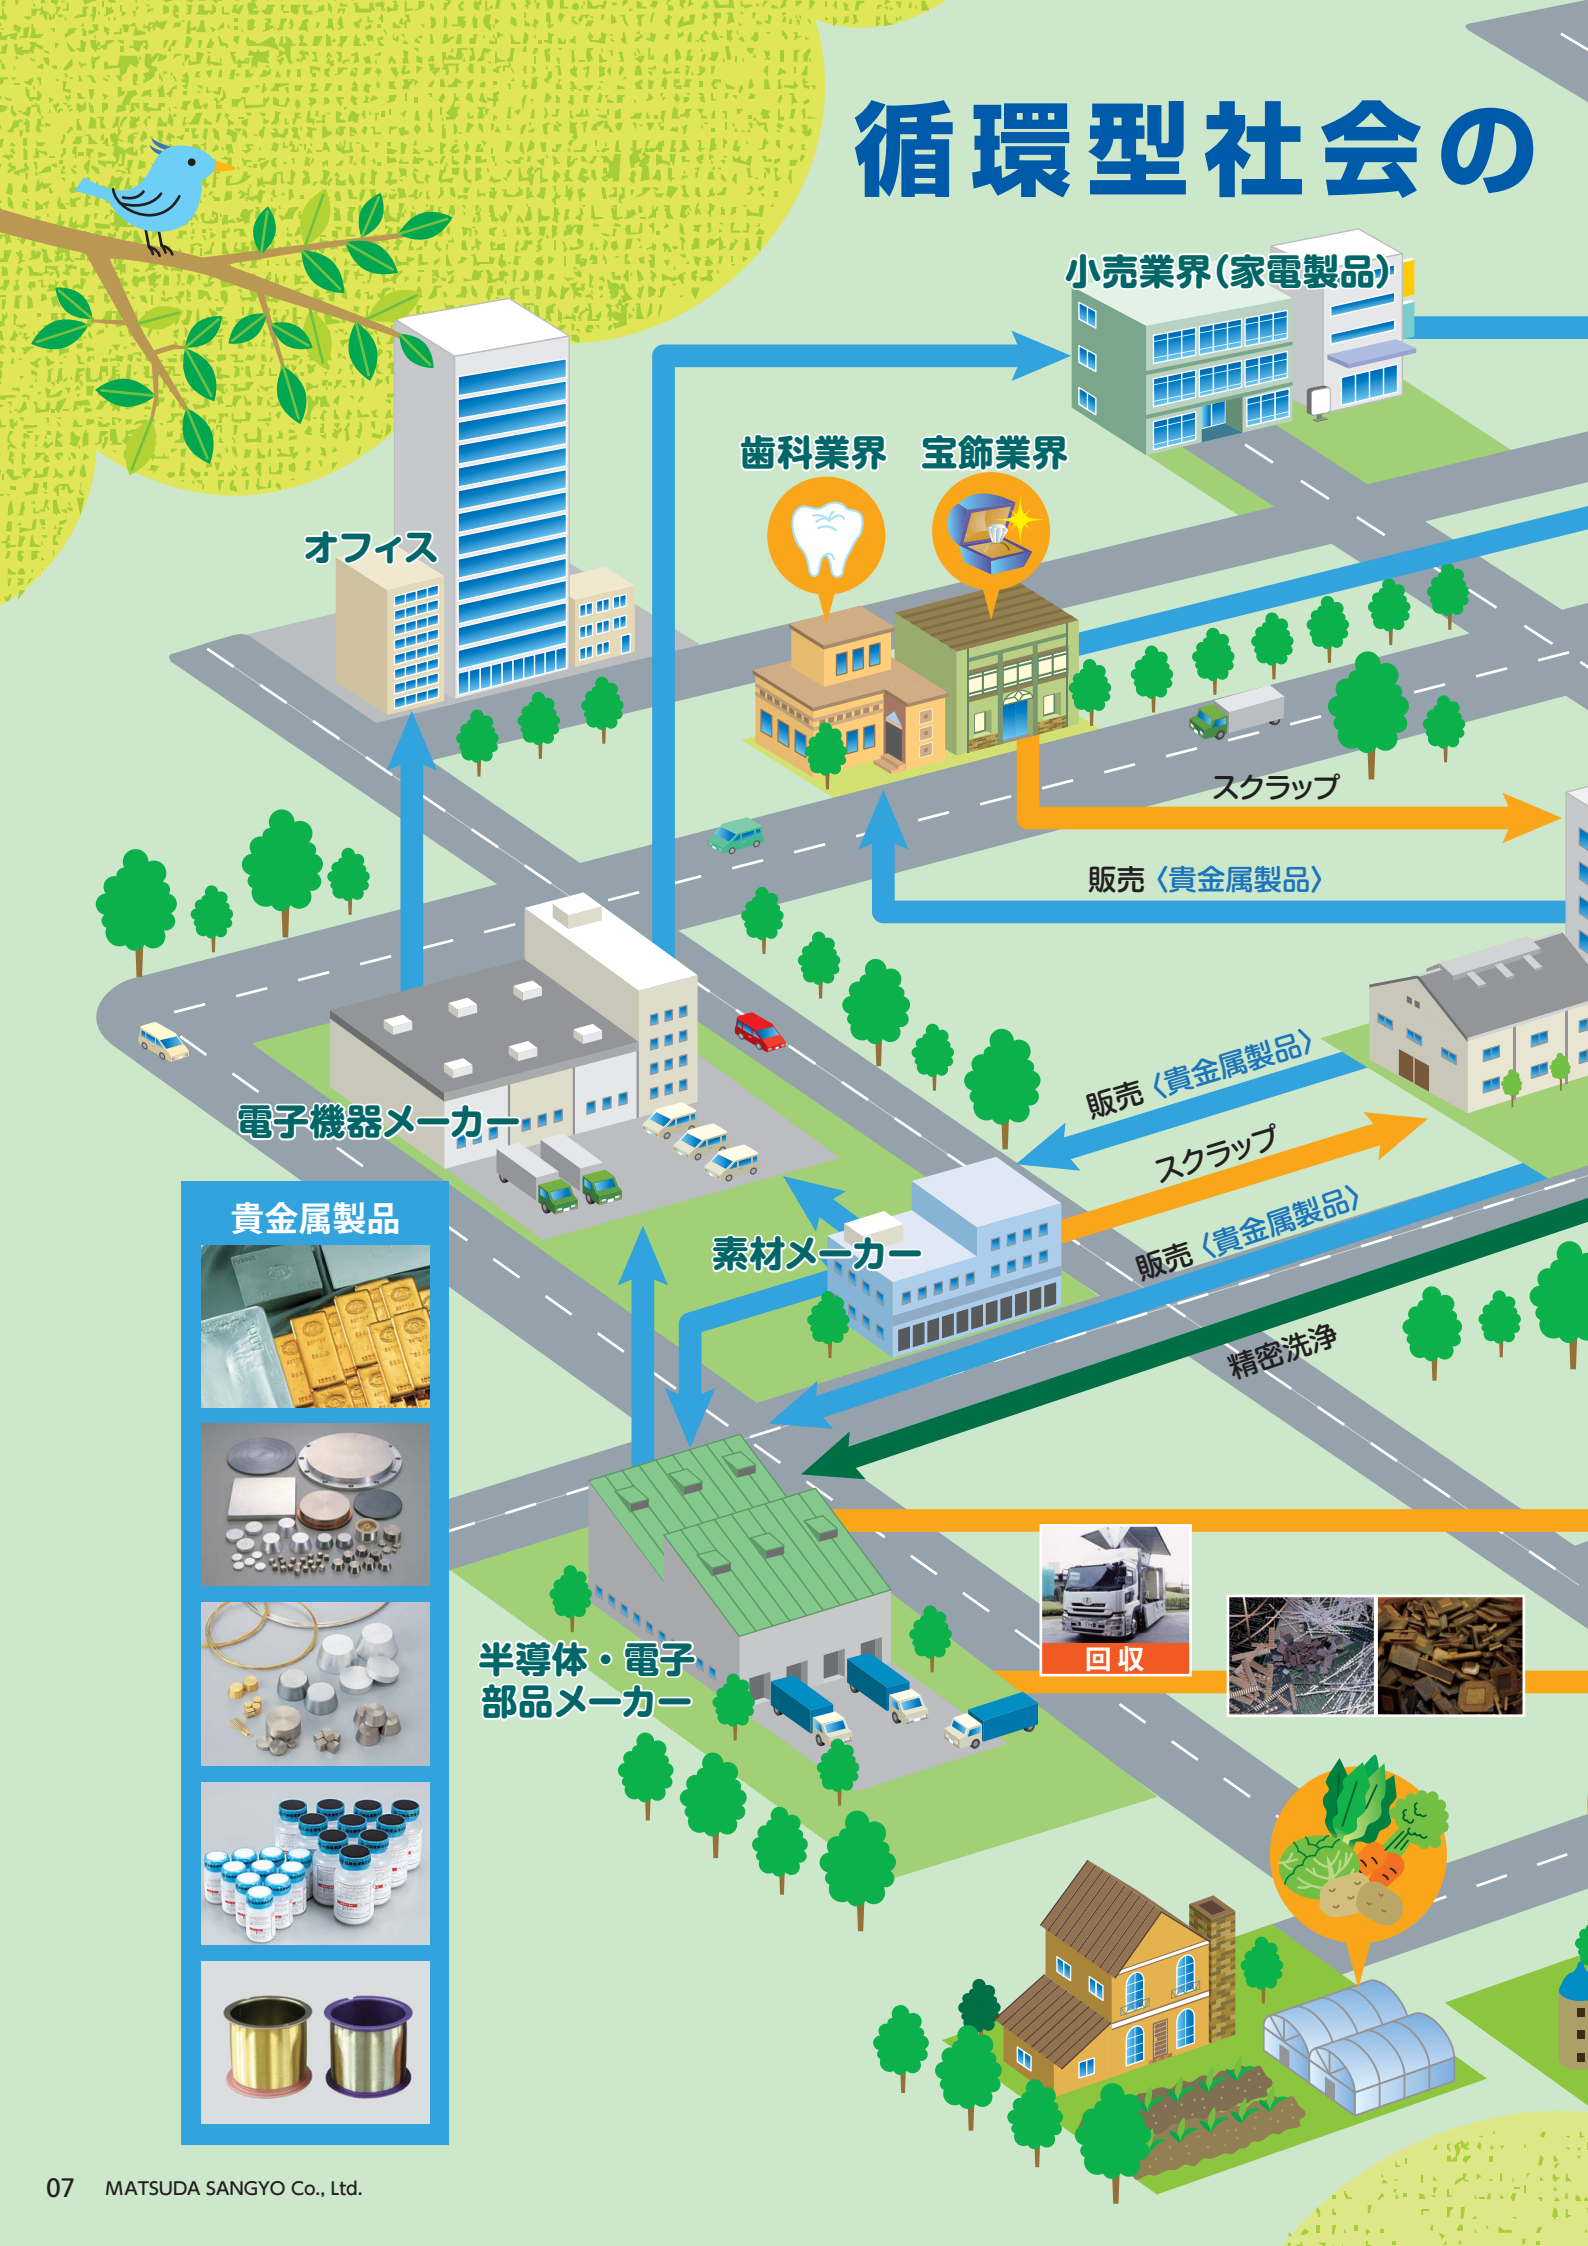 循環型社会の
小売業界（家電製品）
歯科業界
宝飾業界
オフィス
スクラップ
販売〈貴金属製品〉
販売〈貴金属製品〉
スクラップ
電子機器メーカー
貴金属製品
素材メーカー
販売〈貴金属製品〉
精密洗浄
回収
半導体・電子
部品メーカー
07 MATSUDA SANGYO Co., Ltd.